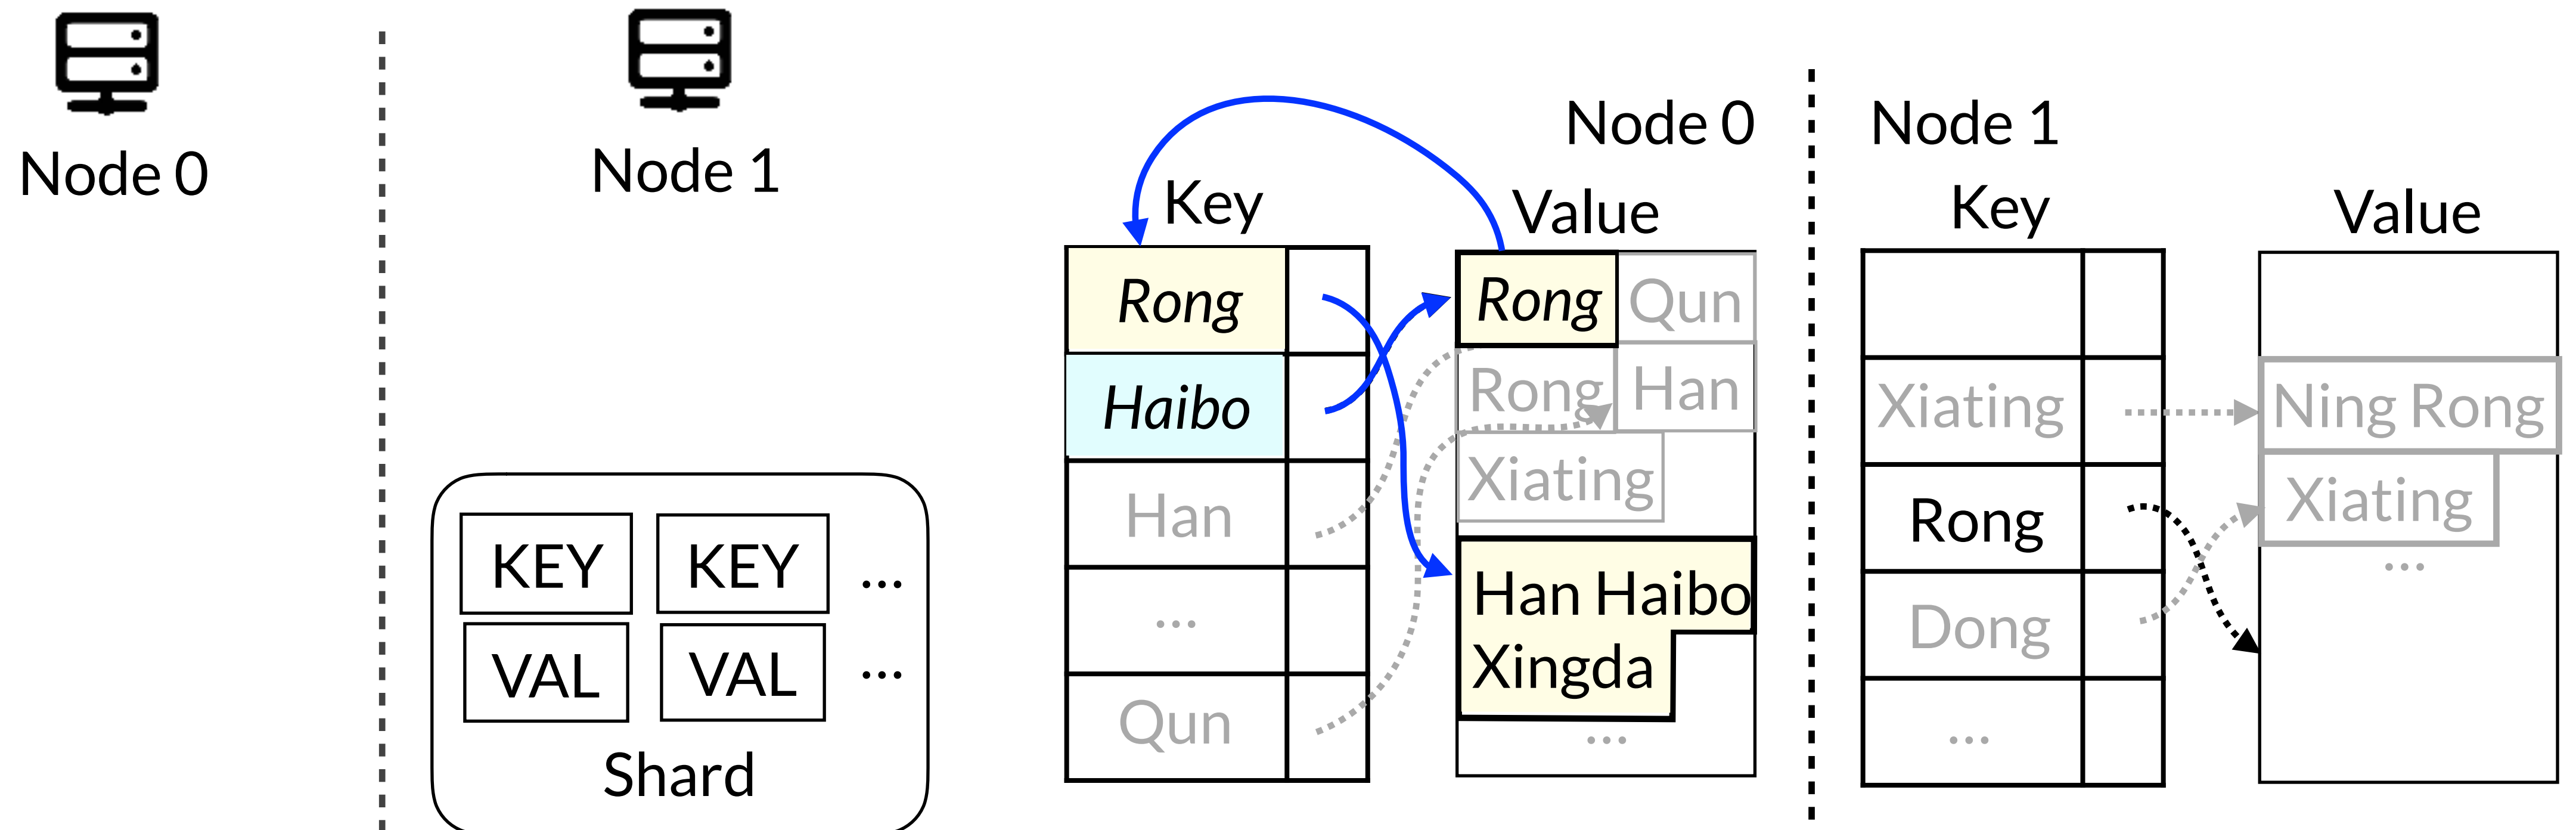 Node 0
Node 1
KEY KEY ...
VAL VAL ...
Shard
Node 0
Key
Value
Rong
Haibo
Han
...
Qun
Rong Qun
Rong Han
Xiating
Han Haibo
Xingda
...
Node 1
Key
Value
Xiating
Rong
Dong
...
Ning Rong
Xiating
...